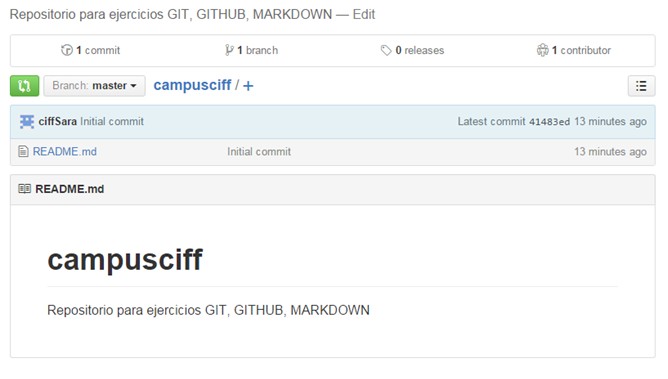 Repositorio para ejercicios GIT, GITHUB, MARKDOWN — Edit
1 commit 1 branch 0 releases 1 contributor
Branch: master campusciff / +
ciffSara Initial commit Latest commit 41483ed 13 minutes ago
README.md Initial commit 13 minutes ago
README.md
campusciff
Repositorio para ejercicios GIT, GITHUB, MARKDOWN